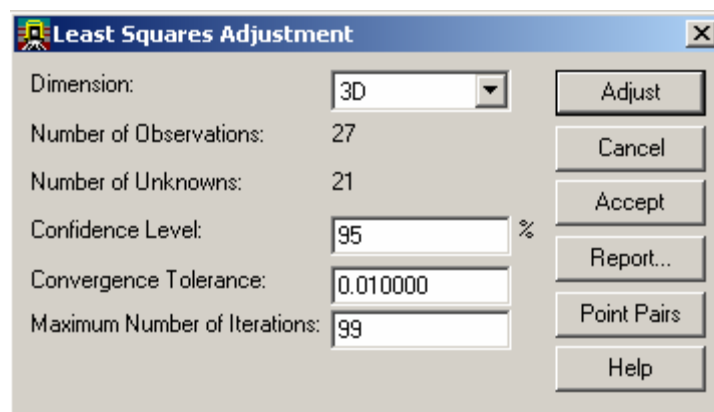 Least Squares Adjustment
Dimension: 3D
Adjust
Number of Observations: 27
Cancel
Number of Unknowns: 21
Accept
Confidence Level: 95 %
Report...
Convergence Tolerance: 0.010000
Point Pairs
Maximum Number of Iterations: 99
Help